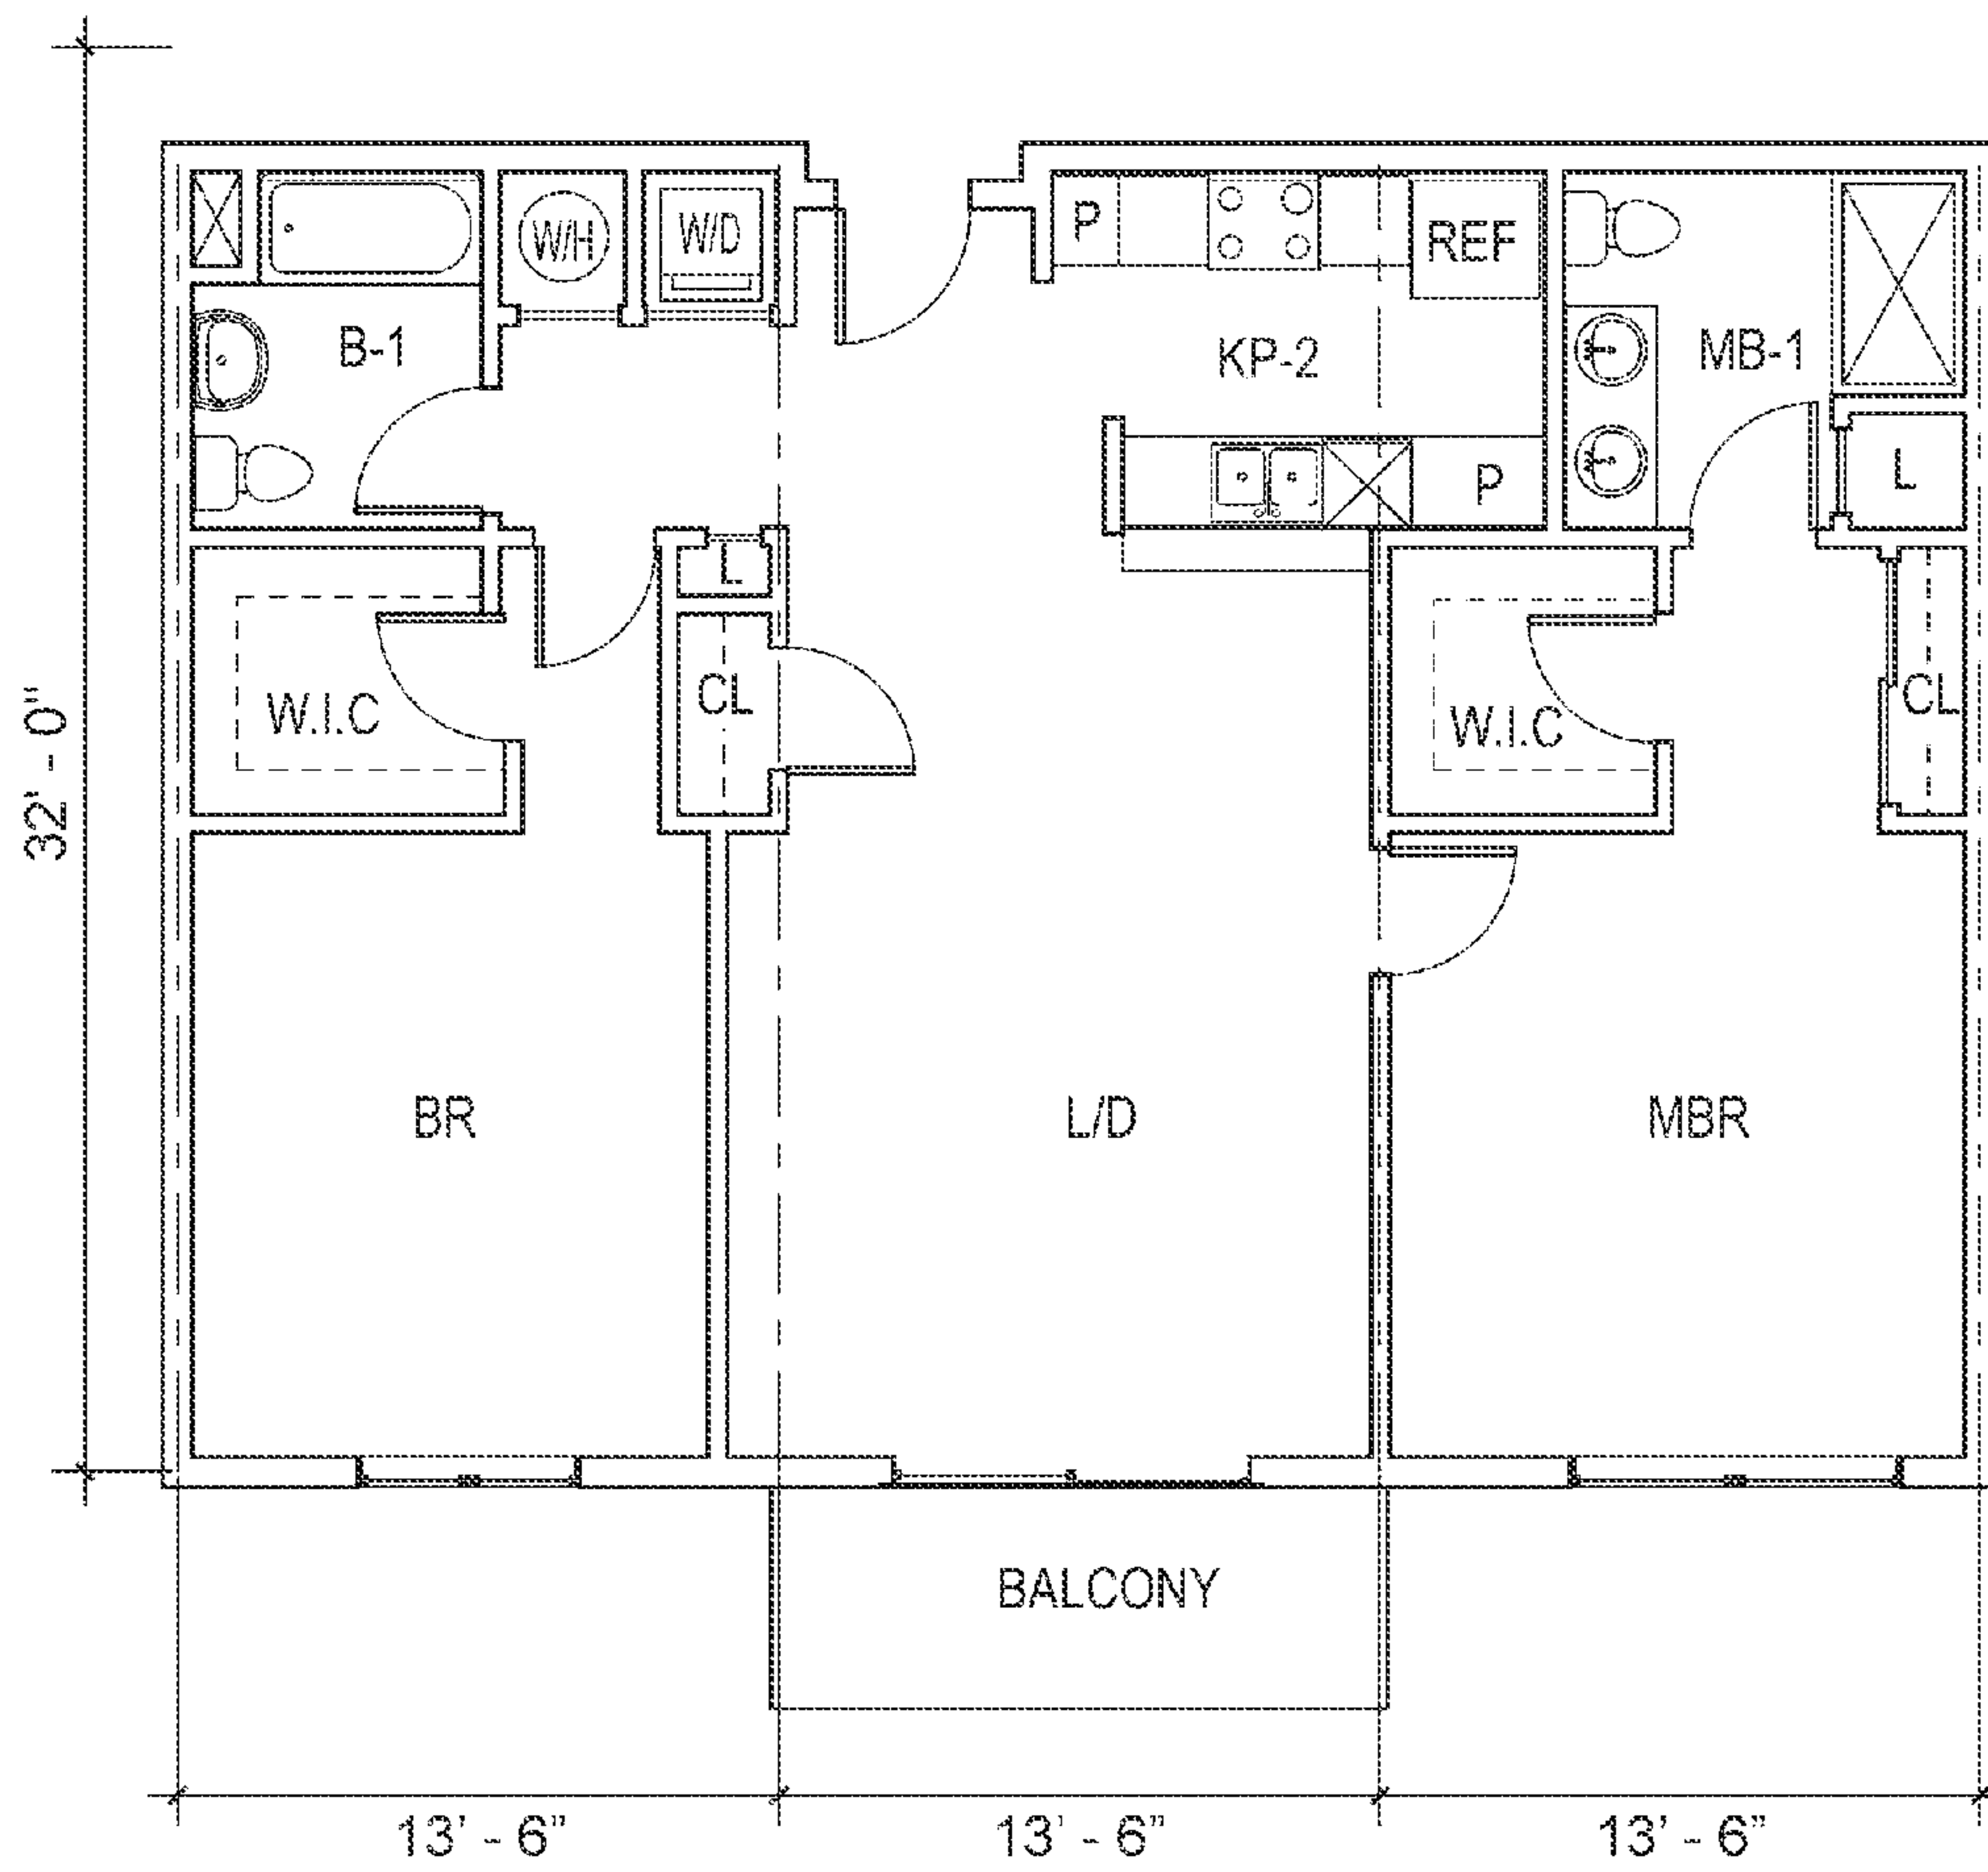 W/H
W/D
P
REF
B-1
KP-2
MB-1
P
L
L
W.I.C
CL
W.I.C
CL
32' - 0"
BR
L/D
MBR
BALCONY
13' - 6"
13' - 6"
13' - 6"